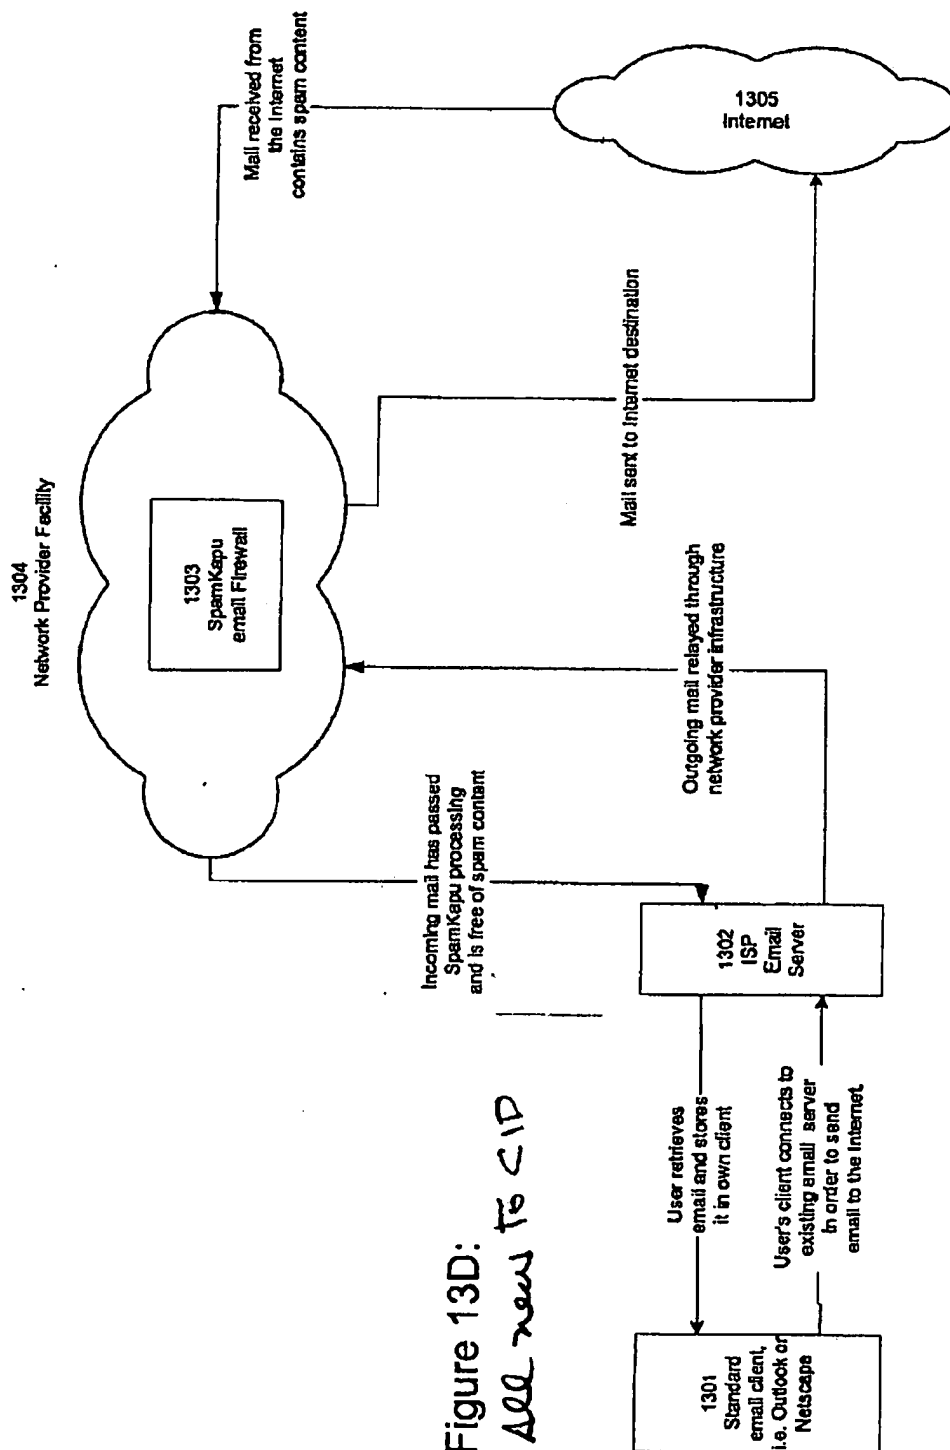 1304
Network Provider Facility
1303
SpamKapu
email Firewall
Mail received from
the Internet
contains spam content
1305
Internet
Mail sent to Internet destination
Incoming mail has passed
SpamKapu processing
and is free of spam content
Outgoing mail relayed through
network provider infrastructure
1302
ISP
Email
Server
User retrieves
email and stores
it in own client
User's client connects to
existing email server
in order to send
email to the Internet
1301
Standard
email client,
i.e. Outlook or
Netscape
Figure 13D:
All new to CIP